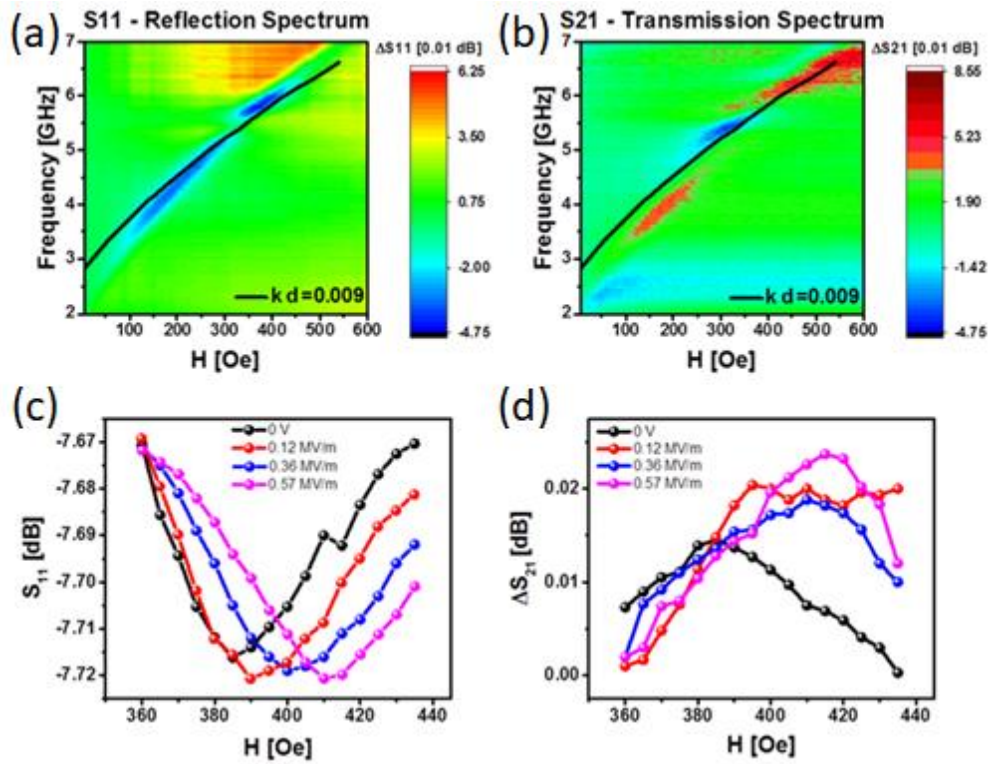 (a)
S11 - Reflection Spectrum
ΔS11 [0.01 dB]
7
6
5
4
3
2
Frequency [GHz]
k d=0.009
100 200 300 400 500 600
H [Oe]
6.25
3.50
0.75
-2.00
-4.75
(b)
S21 - Transmission Spectrum
ΔS21 [0.01 dB]
7
6
5
4
3
2
Frequency [GHz]
k d=0.009
100 200 300 400 500 600
H [Oe]
8.55
5.23
1.90
-1.42
-4.75
(c)
0 V
0.12 MV/m
0.36 MV/m
0.57 MV/m
-7.67
-7.68
-7.69
-7.70
-7.71
-7.72
S11 [dB]
360 380 400 420 440
H [Oe]
(d)
0 V
0.12 MV/m
0.36 MV/m
0.57 MV/m
0.02
0.01
0.00
ΔS21 [dB]
360 380 400 420 440
H [Oe]